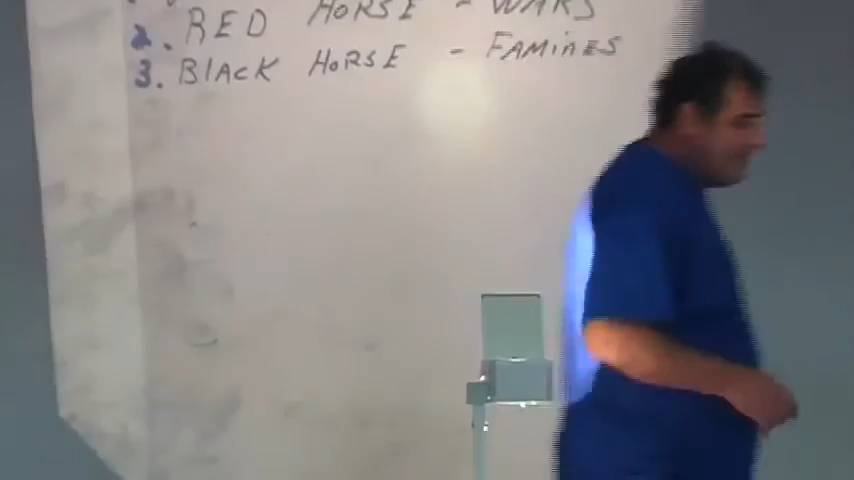 2. RED HORSE - WARS
3. BLACK HORSE - FAMINES